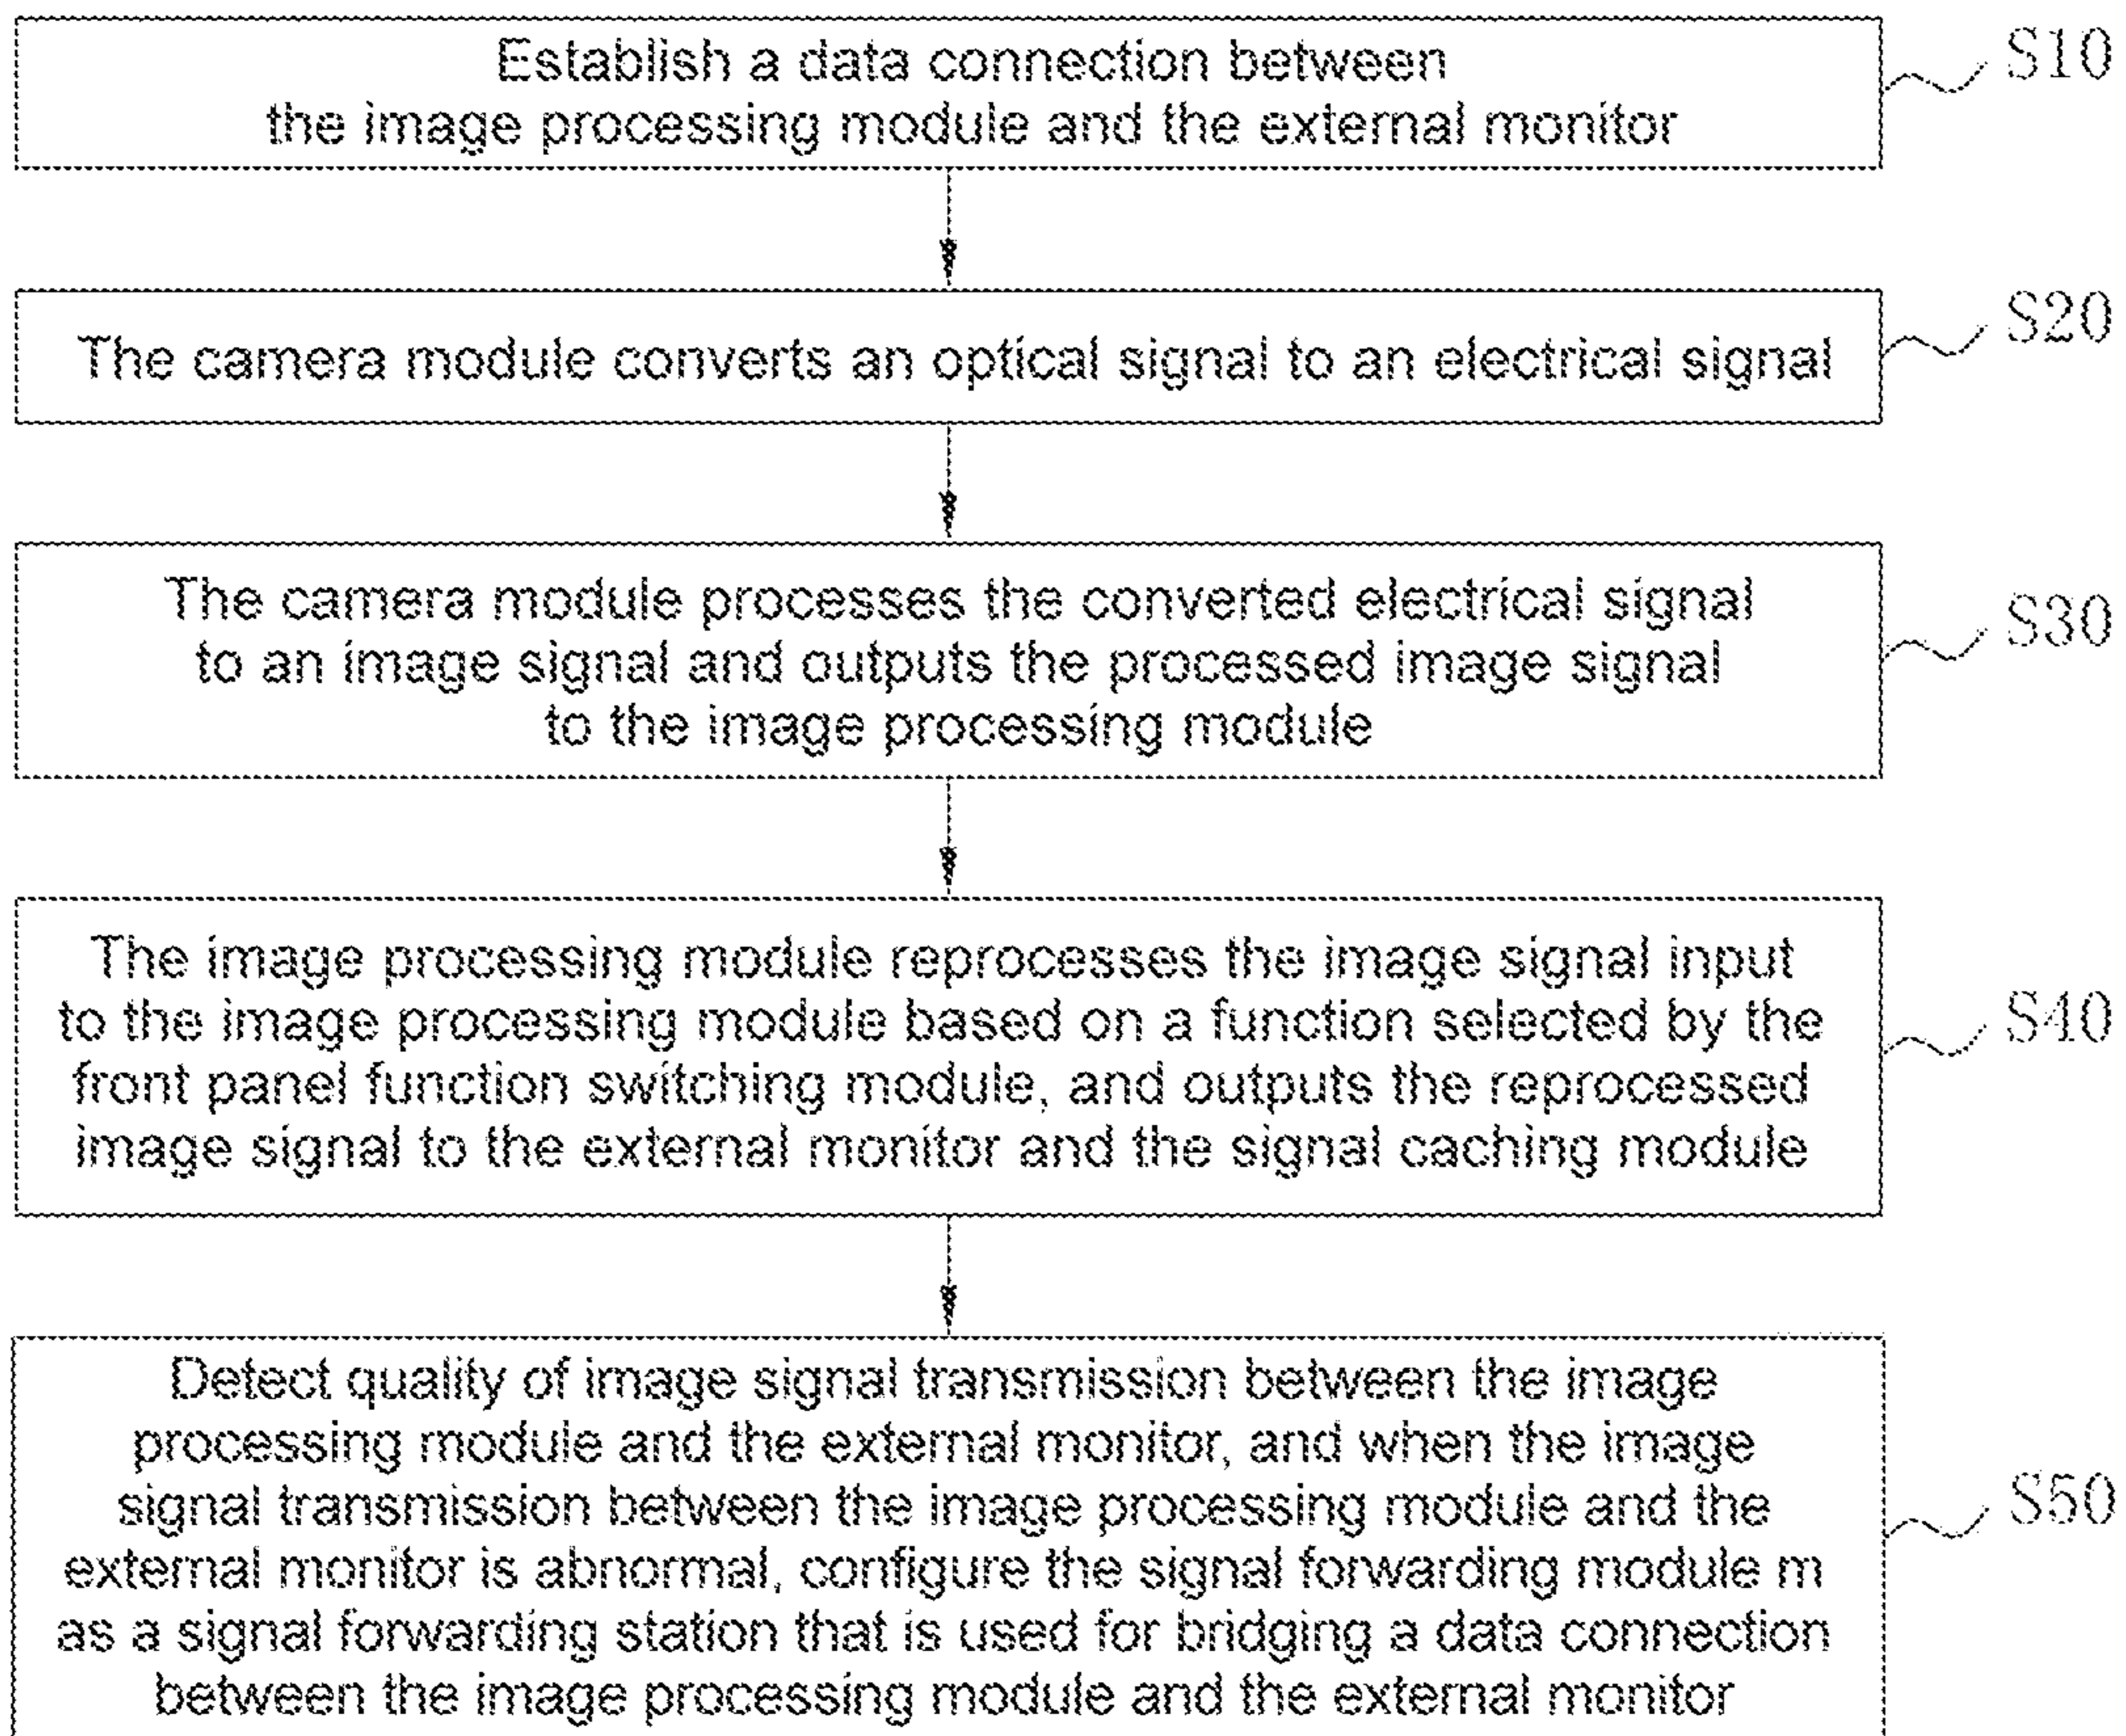 Establish a data connection between
the image processing module and the external monitor
S10
The camera module converts an optical signal to an electrical signal
S20
The camera module processes the converted electrical signal
to an image signal and outputs the processed image signal
to the image processing module
S30
The image processing module reprocesses the image signal input
to the image processing module based on a function selected by the
front panel function switching module, and outputs the reprocessed
image signal to the external monitor and the signal caching module
S40
Detect quality of image signal transmission between the image
processing module and the external monitor, and when the image
signal transmission between the image processing module and the
external monitor is abnormal, configure the signal forwarding module m
as a signal forwarding station that is used for bridging a data connection
between the image processing module and the external monitor
S50